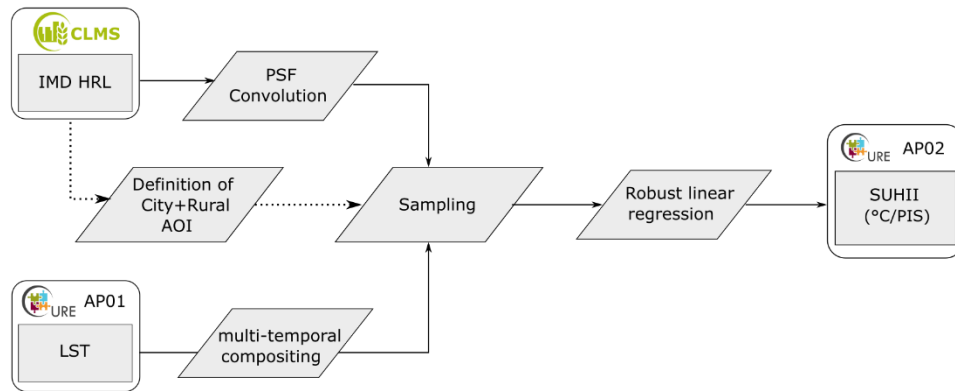 CLMS
IMD HRL
PSF
Convolution
Definition of
City+Rural
AOI
Sampling
Robust linear
regression
URE AP02
SUHII
(°C/PIS)
URE AP01
LST
multi-temporal
compositing